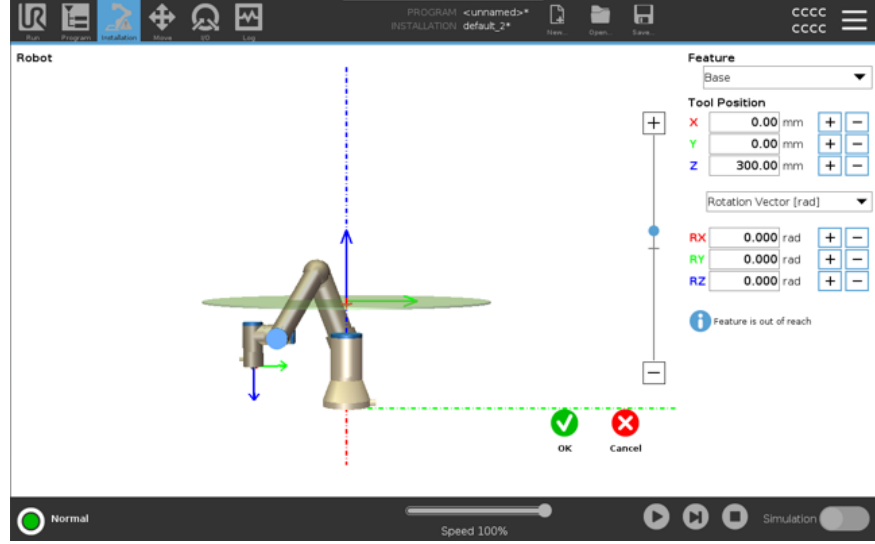 UR
PROGRAM <unnamed>*
INSTALLATION default_2*
cccc
cccc
Run Program Installation Move I/O Log New... Open... Save...
Robot
Feature
Base
Tool Position
X 0.00 mm + −
Y 0.00 mm + −
Z 300.00 mm + −
Rotation Vector [rad]
RX 0.000 rad + −
RY 0.000 rad + −
RZ 0.000 rad + −
i Feature is out of reach
+
−
OK Cancel
Normal
Speed 100%
Simulation